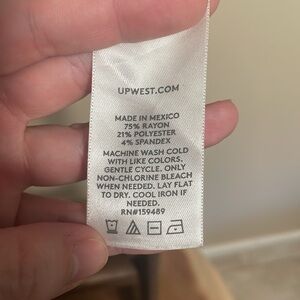 UPWEST.COM
MADE IN MEXICO
75% RAYON
21% POLYESTER
4% SPANDEX
MACHINE WASH COLD
WITH LIKE COLORS,
GENTLE CYCLE. ONLY
NON-CHLORINE BLEACH
WHEN NEEDED. LAY FLAT
TO DRY. COOL IRON IF
NEEDED.
RN#159489